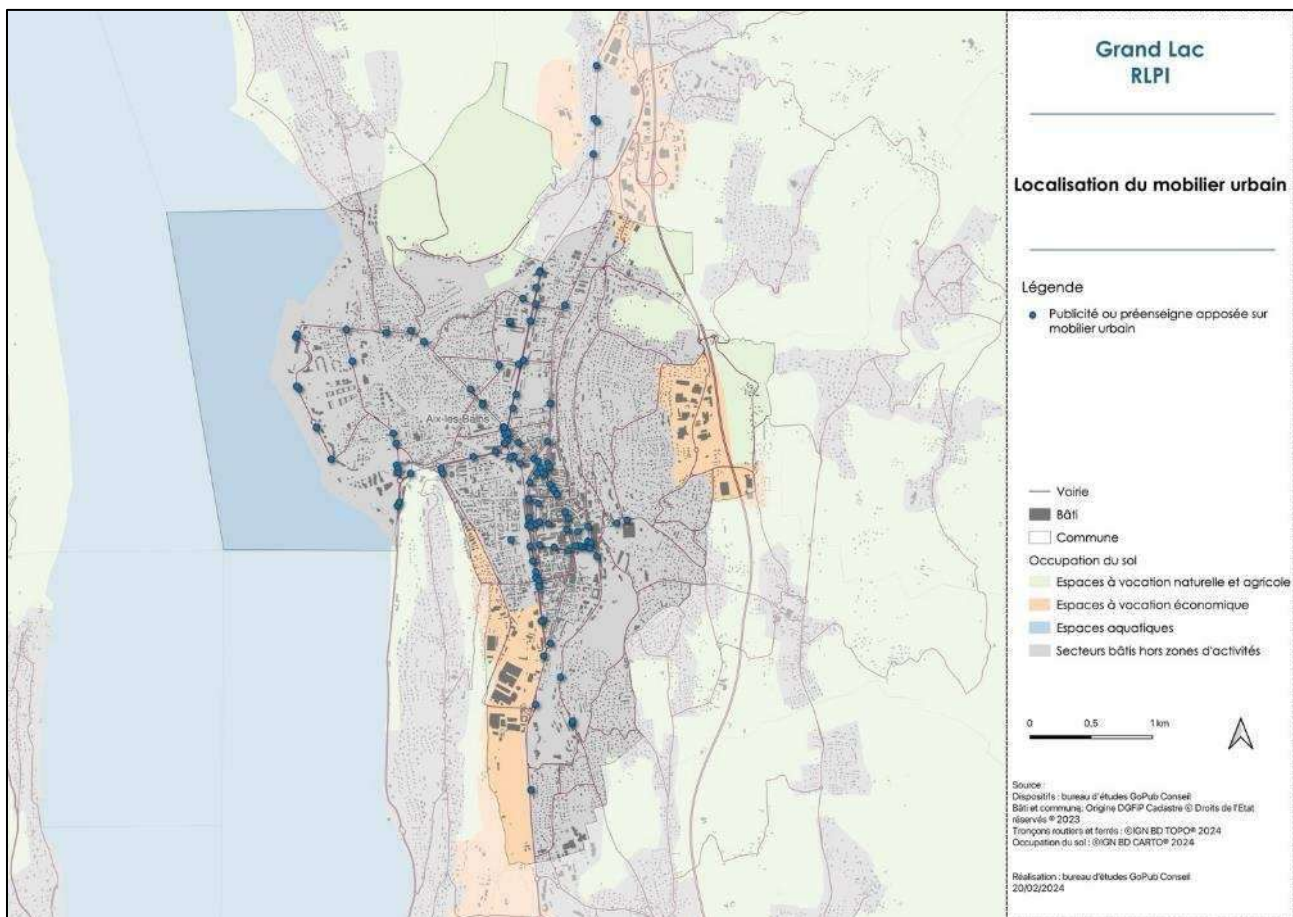 Grand Lac
RLPI
Localisation du mobilier urbain
Légende
Publicité ou préenseigne apposée sur
mobilier urbain
Voirie
Bâti
Commune
Occupation du sol
Espaces à vocation naturelle et agricole
Espaces à vocation économique
Espaces aquatiques
Secteurs bâtis hors zones d'activités
0 0,5 1 km
Source :
Dispositifs : bureau d'études GoPub Conseil
Bâti et commune: Origine DGFiP Cadastre © Droits de l'Etat
réservés ® 2023
Tronçons routiers et ferrés : ©IGN BD TOPO® 2024
Occupation du sol : ©IGN BD CARTO® 2024
Réalisation : bureau d'études GoPub Conseil
20/02/2024
Aix-les-Bains